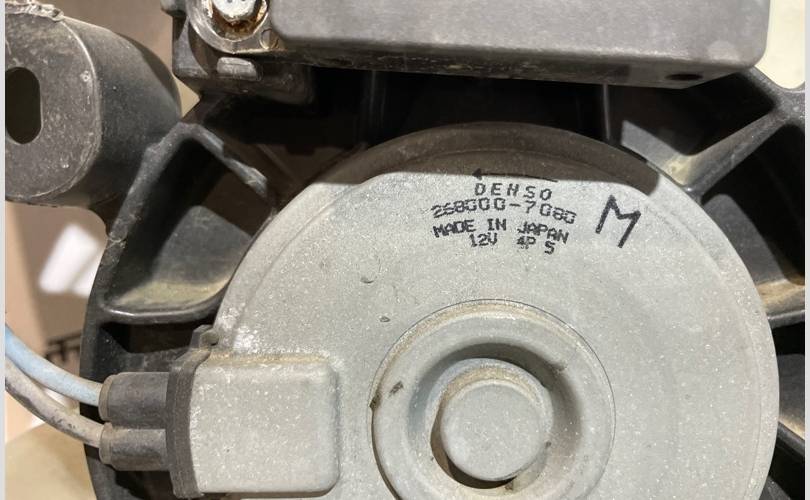 DENSO
268000-7080
M
MADE IN JAPAN
12V 4P S